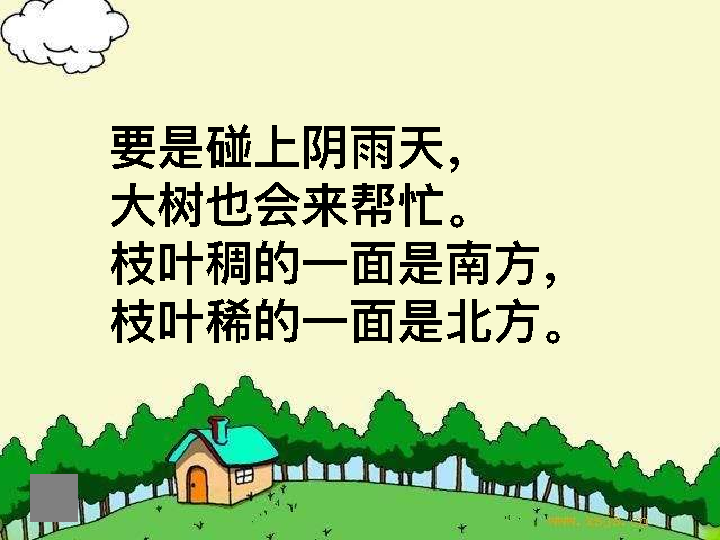 要是碰上阴雨天，
大树也会来帮忙。
枝叶稠的一面是南方，
枝叶稀的一面是北方。